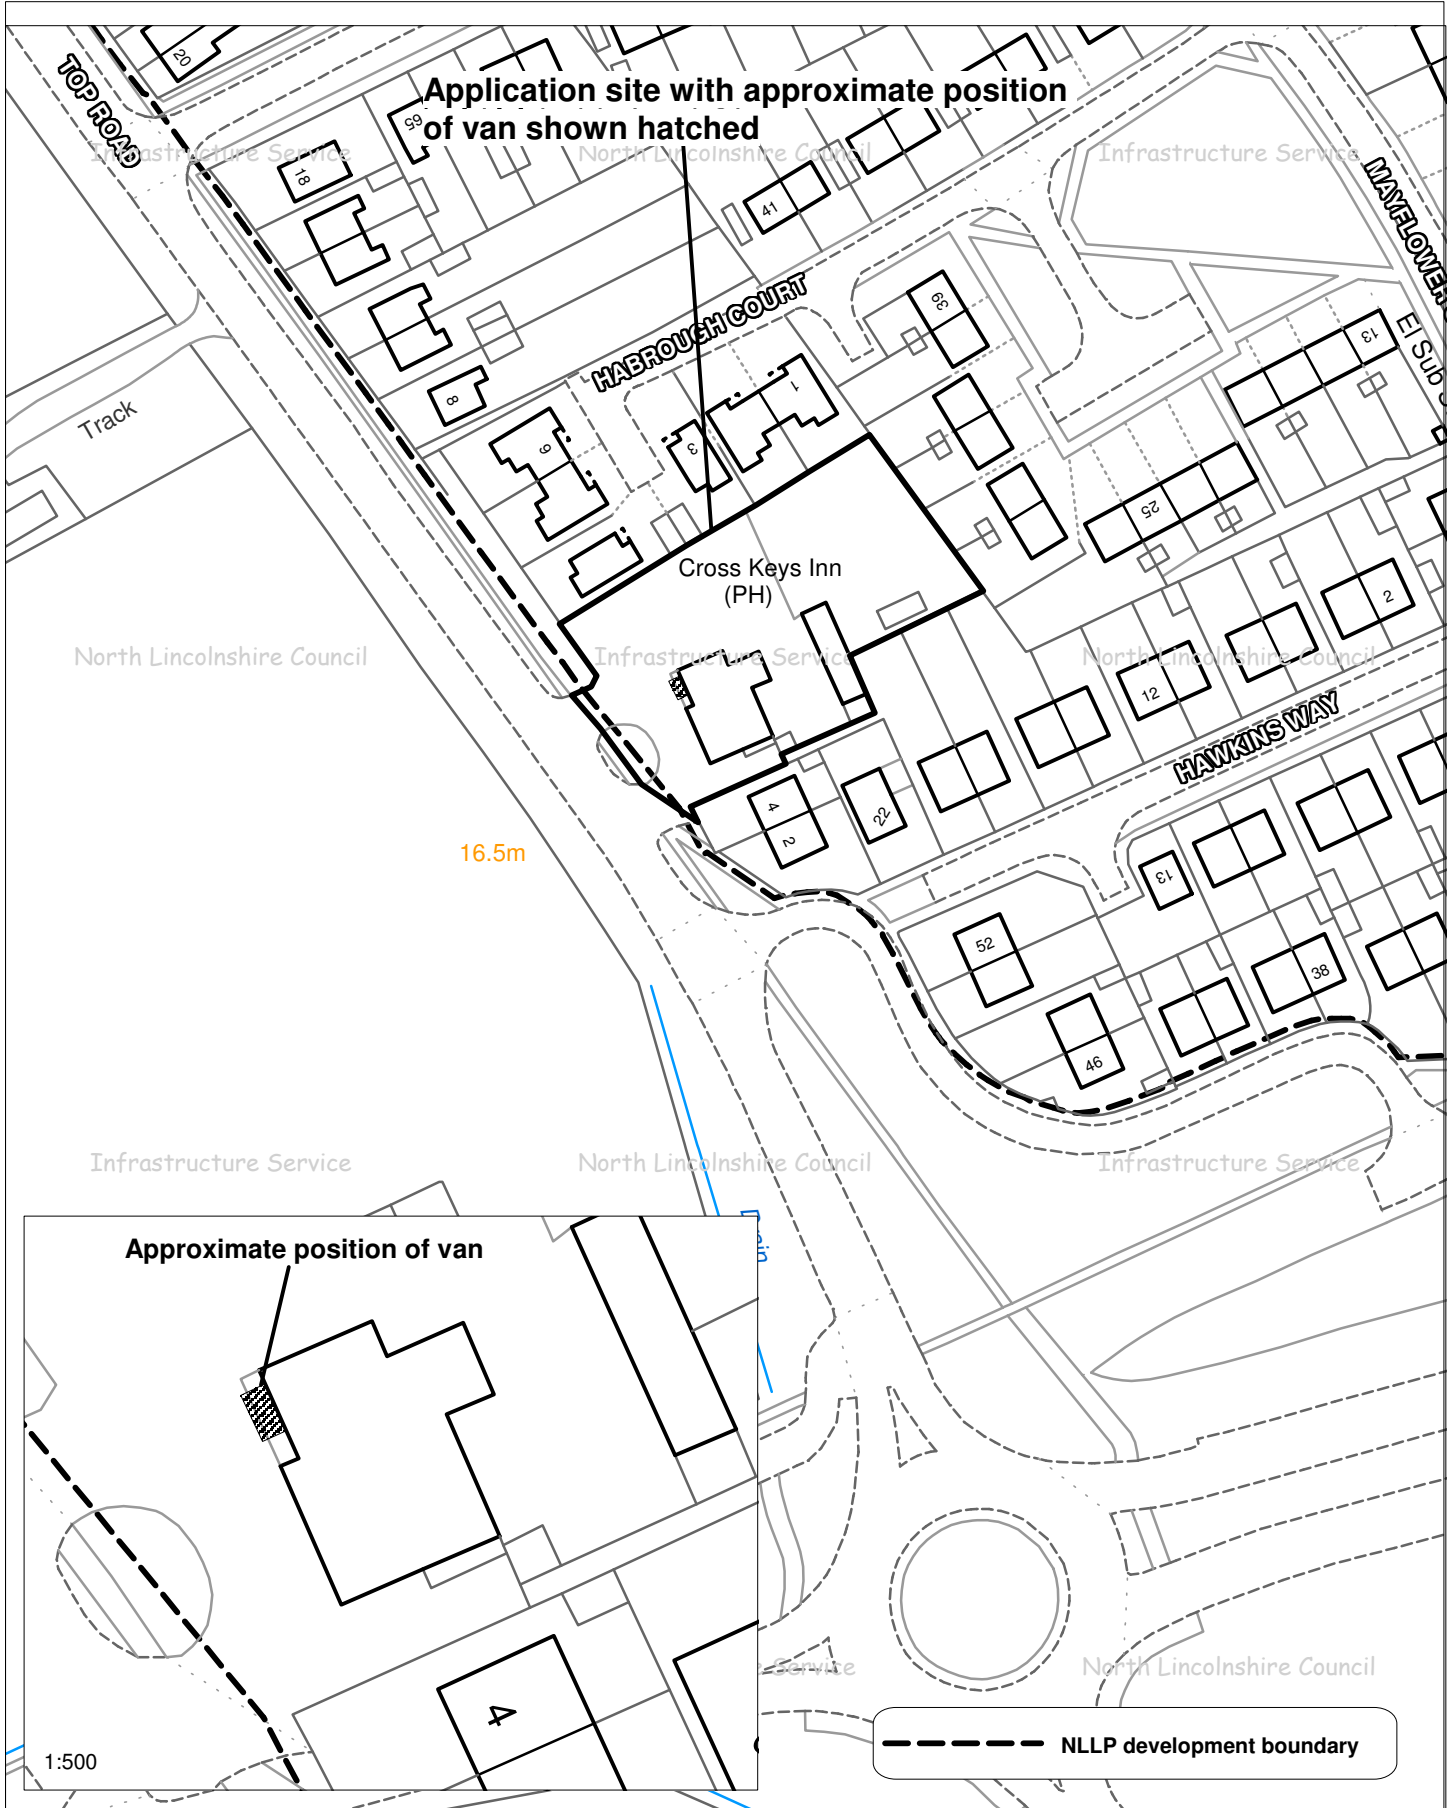 20
TOP ROAD
65
Application site with approximate position
of van shown hatched
Infrastructure Service
North Lincolnshire Council
Infrastructure Service
18
41
MAYFLOWER
39
HABROUGH COURT
13
El Sub S
8
Track
1
9
3
25
Cross Keys Inn
(PH)
2
North Lincolnshire Council
Infrastructure Service
North Lincolnshire Council
12
HAWKINS WAY
4
2
22
16.5m
13
52
38
46
Infrastructure Service
North Lincolnshire Council
Infrastructure Service
Drain
Approximate position of van
4
1:500
Service
North Lincolnshire Council
NLLP development boundary